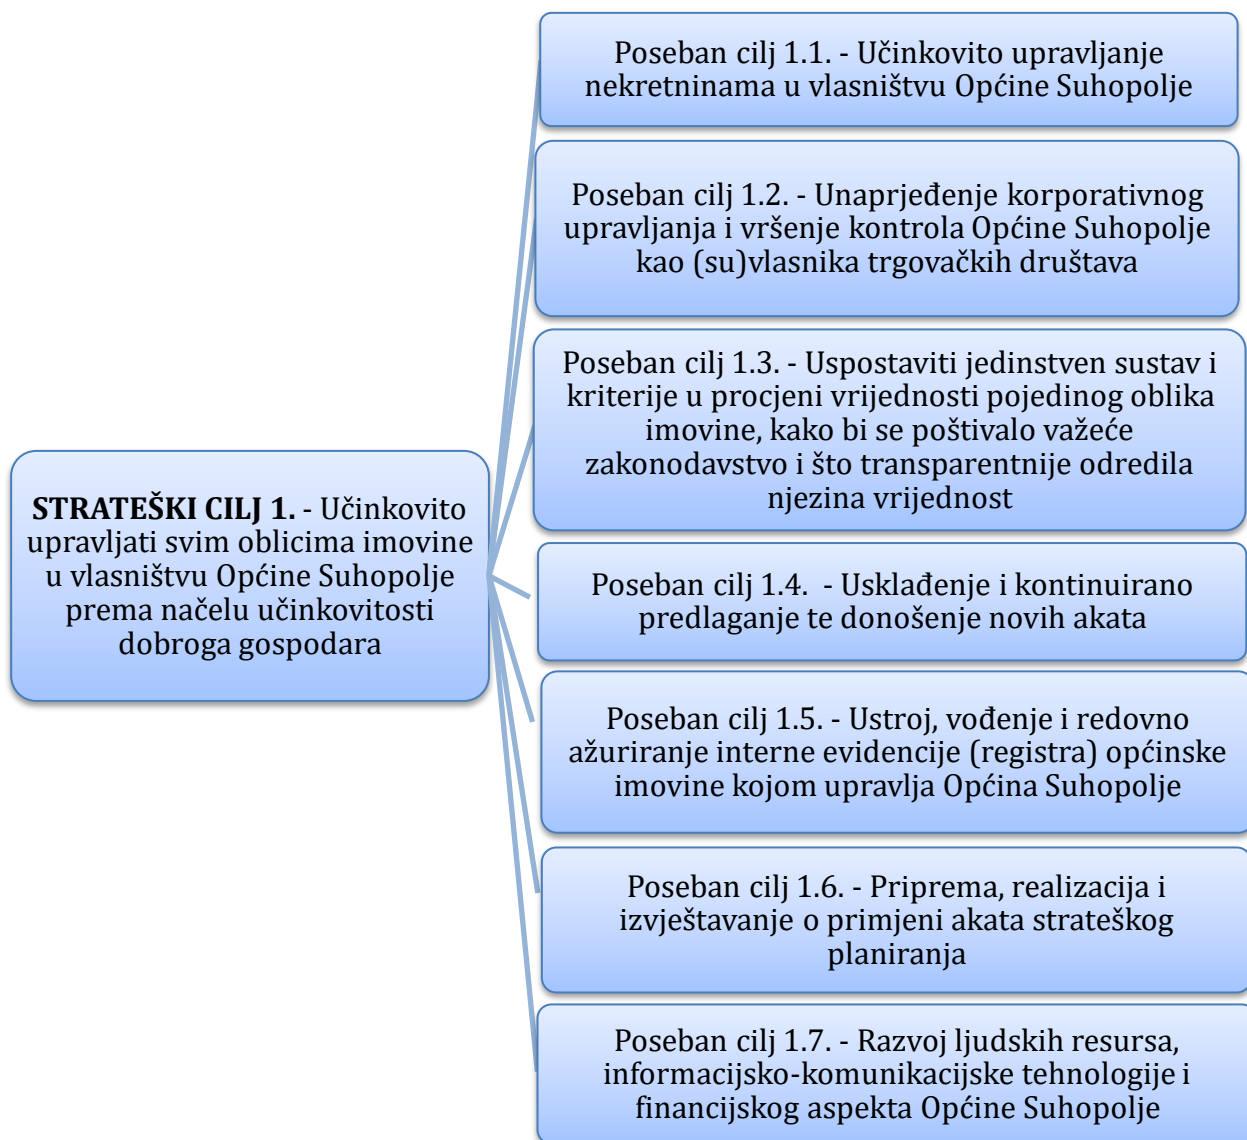 STRATEŠKI CILJ 1. - Učinkovito
upravljati svim oblicima imovine
u vlasništvu Općine Suhopolje
prema načelu učinkovitosti
dobroga gospodara
Poseban cilj 1.1. - Učinkovito upravljanje
nekretninama u vlasništvu Općine Suhopolje
Poseban cilj 1.2. - Unaprjeđenje korporativnog
upravljanja i vršenje kontrola Općine Suhopolje
kao (su)vlasnika trgovačkih društava
Poseban cilj 1.3. - Uspostaviti jedinstven sustav i
kriterije u procjeni vrijednosti pojedinog oblika
imovine, kako bi se poštivalo važeće
zakonodavstvo i što transparentnije odredila
njezina vrijednost
Poseban cilj 1.4.  - Usklađenje i kontinuirano
predlaganje te donošenje novih akata
Poseban cilj 1.5. - Ustroj, vođenje i redovno
ažuriranje interne evidencije (registra) općinske
imovine kojom upravlja Općina Suhopolje
Poseban cilj 1.6. - Priprema, realizacija i
izvještavanje o primjeni akata strateškog
planiranja
Poseban cilj 1.7. - Razvoj ljudskih resursa,
informacijsko-komunikacijske tehnologije i
financijskog aspekta Općine Suhopolje